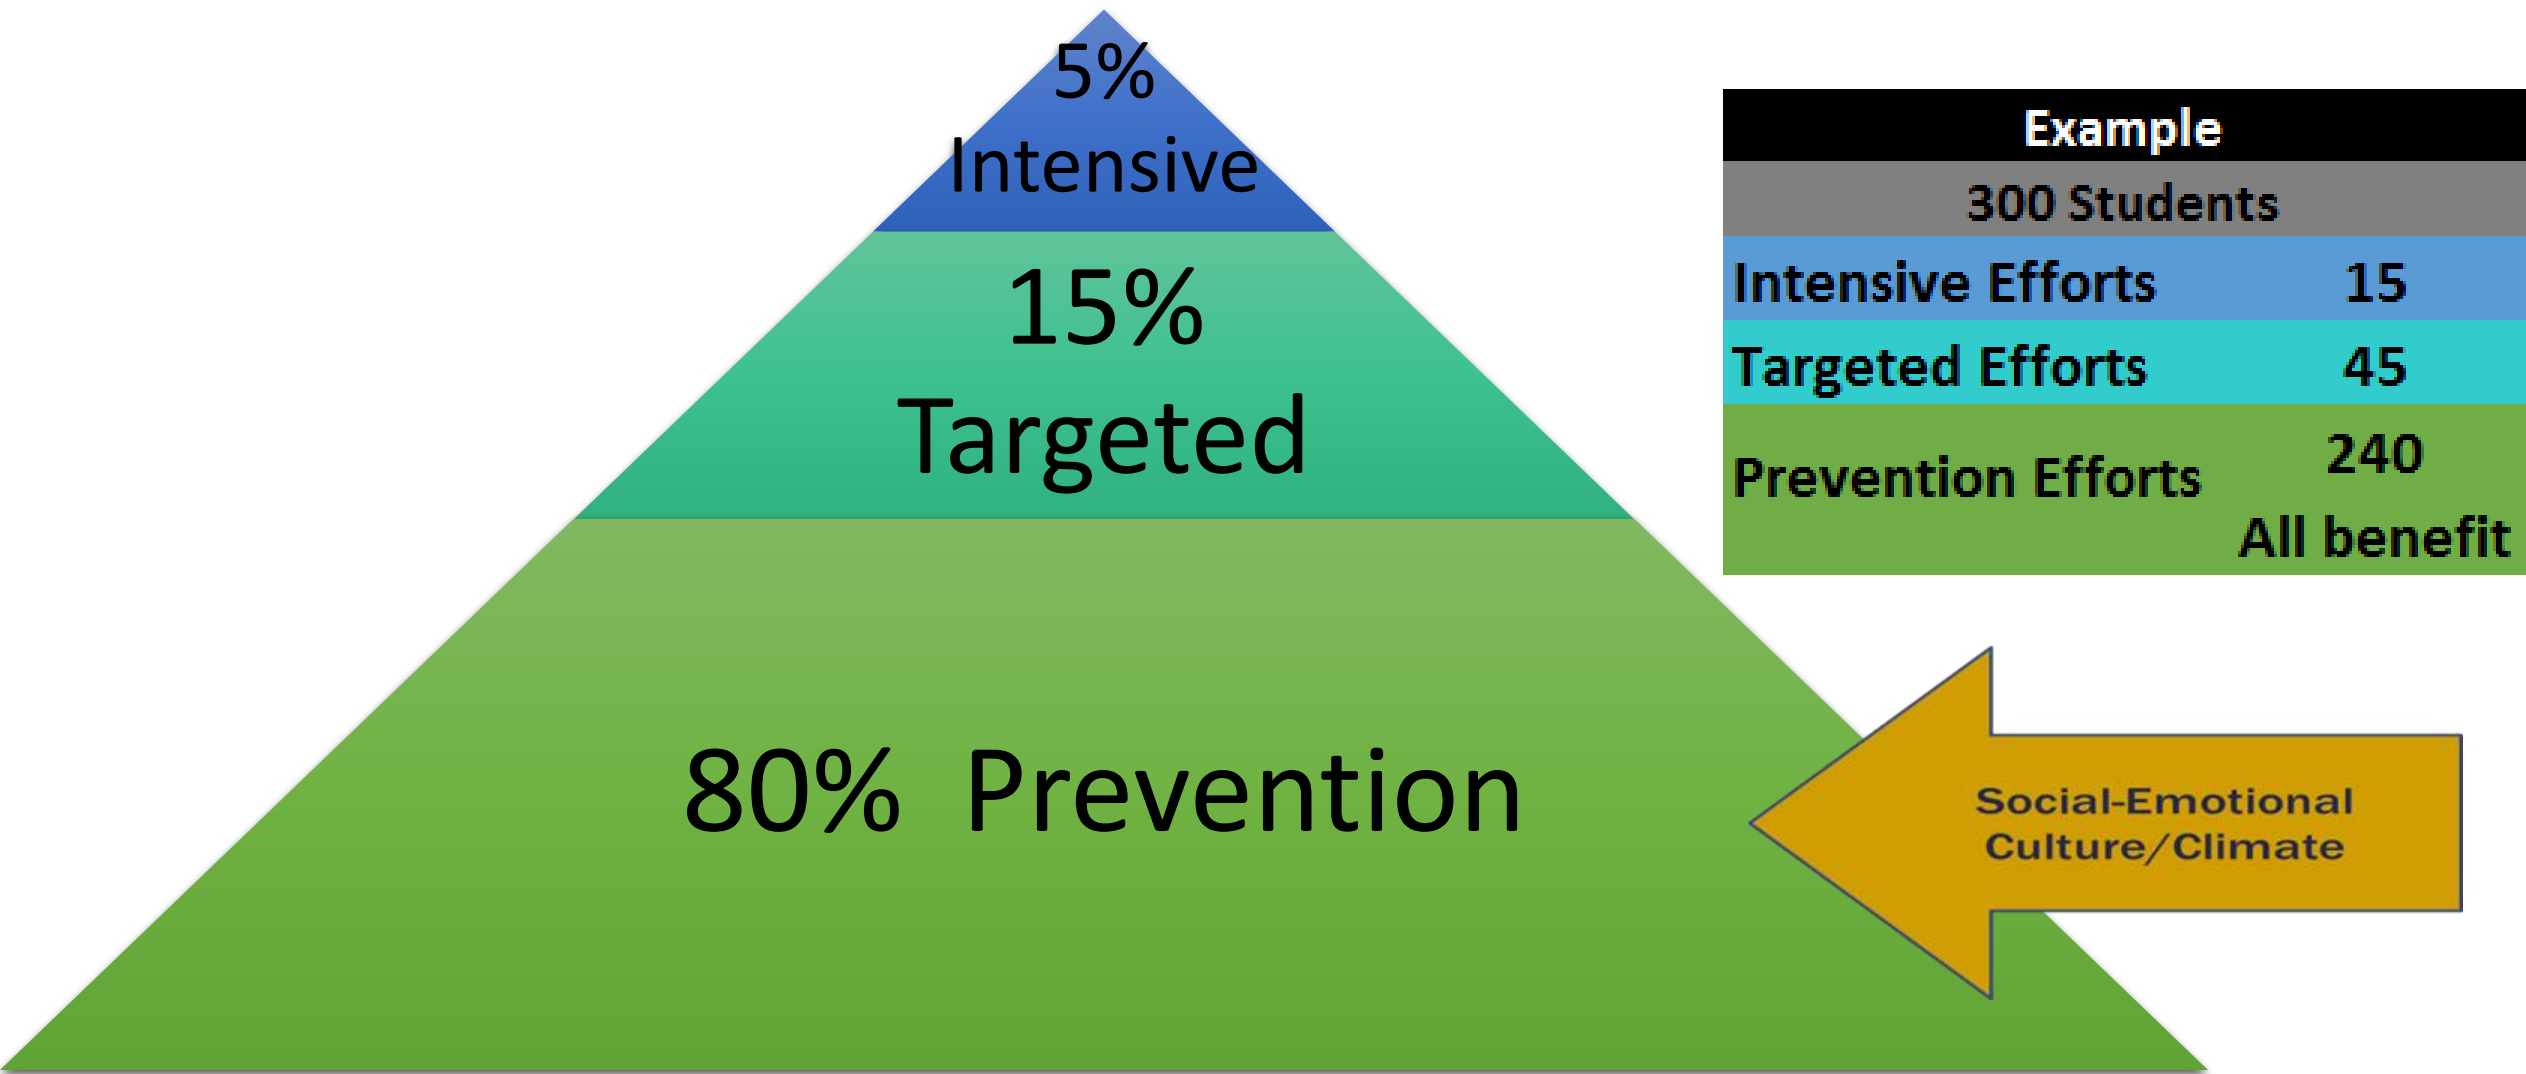 5%
Intensive
15%
Targeted
80% Prevention
Example
300 Students
Intensive Efforts 15
Targeted Efforts 45
Prevention Efforts 240
All benefit
Social-Emotional
Culture/Climate